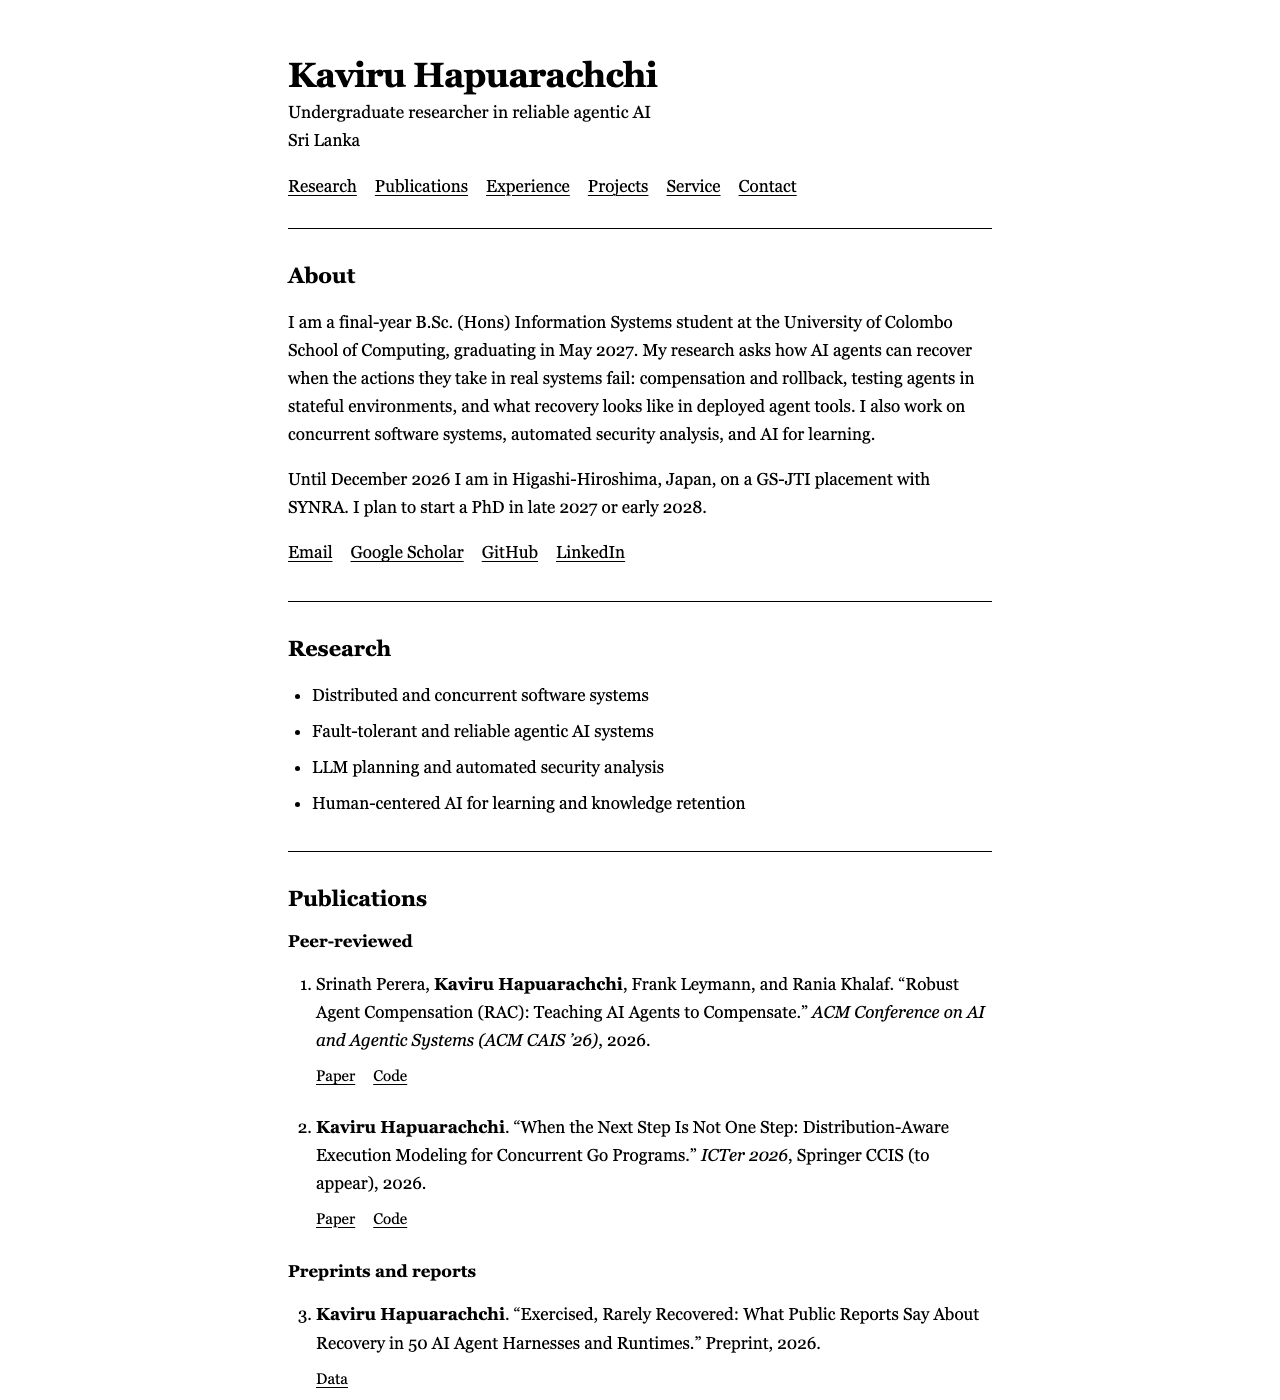 Kaviru Hapuarachchi
Undergraduate researcher in reliable agentic AI
Sri Lanka
Research Publications Experience Projects Service Contact
About
I am a final-year B.Sc. (Hons) Information Systems student at the University of Colombo
School of Computing, graduating in May 2027. My research asks how AI agents can recover
when the actions they take in real systems fail: compensation and rollback, testing agents in
stateful environments, and what recovery looks like in deployed agent tools. I also work on
concurrent software systems, automated security analysis, and AI for learning.
Until December 2026 I am in Higashi-Hiroshima, Japan, on a GS-JTI placement with
SYNRA. I plan to start a PhD in late 2027 or early 2028.
Email Google Scholar GitHub LinkedIn
Research
• Distributed and concurrent software systems
• Fault-tolerant and reliable agentic AI systems
• LLM planning and automated security analysis
• Human-centered AI for learning and knowledge retention
Publications
Peer-reviewed
1. Srinath Perera, Kaviru Hapuarachchi, Frank Leymann, and Rania Khalaf. “Robust
Agent Compensation (RAC): Teaching AI Agents to Compensate.” ACM Conference on AI
and Agentic Systems (ACM CAIS ’26), 2026.
Paper Code
2. Kaviru Hapuarachchi. “When the Next Step Is Not One Step: Distribution-Aware
Execution Modeling for Concurrent Go Programs.” ICTer 2026, Springer CCIS (to
appear), 2026.
Paper Code
Preprints and reports
3. Kaviru Hapuarachchi. “Exercised, Rarely Recovered: What Public Reports Say About
Recovery in 50 AI Agent Harnesses and Runtimes.” Preprint, 2026.
Data